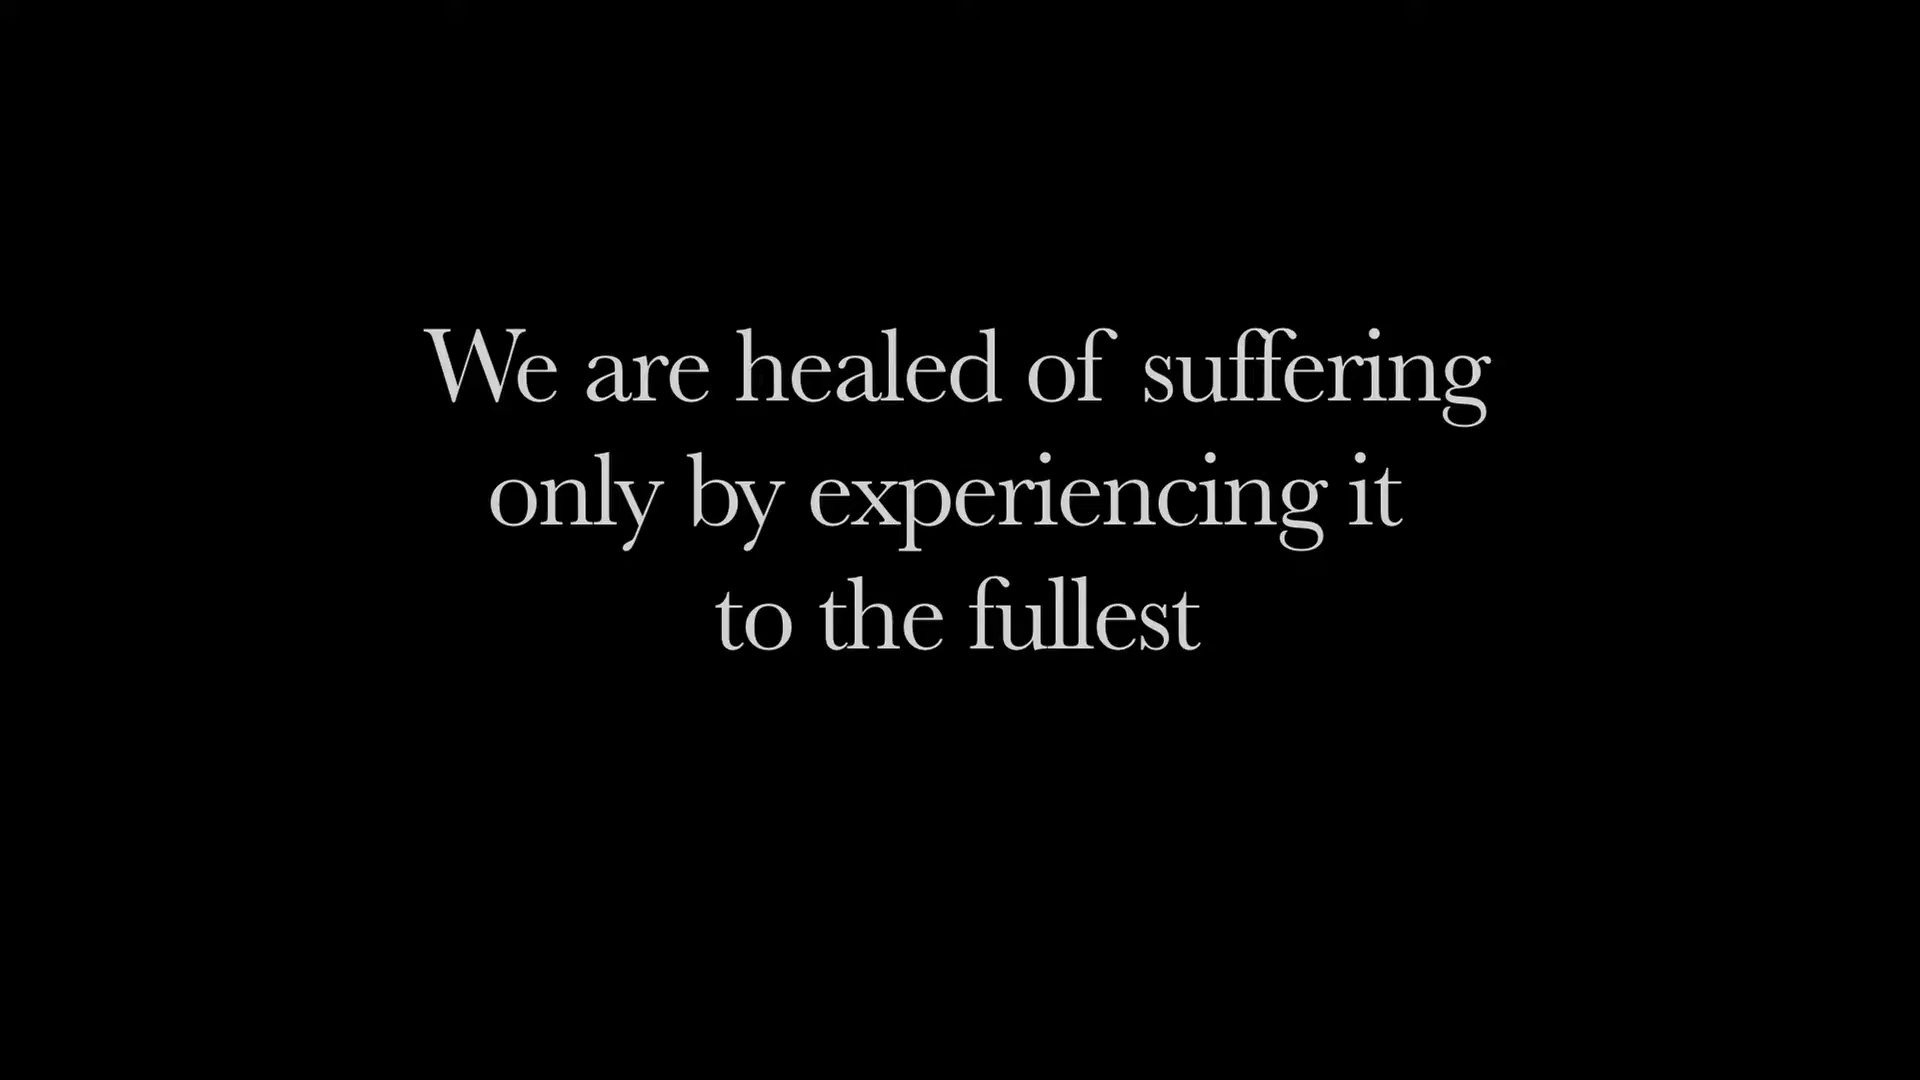 We are healed of suffering
only by experiencing it
to the fullest